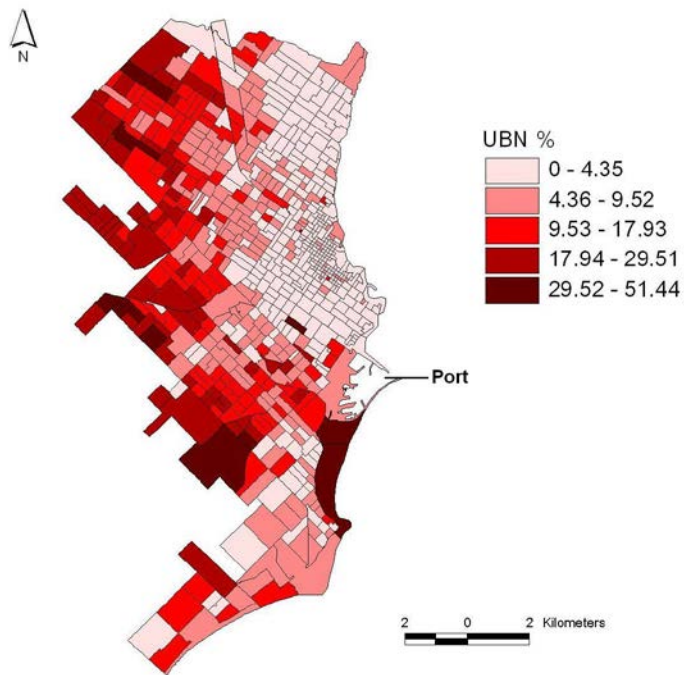 N
UBN %
0 - 4.35
4.36 - 9.52
9.53 - 17.93
17.94 - 29.51
29.52 - 51.44
Port
2 0 2 Kilometers